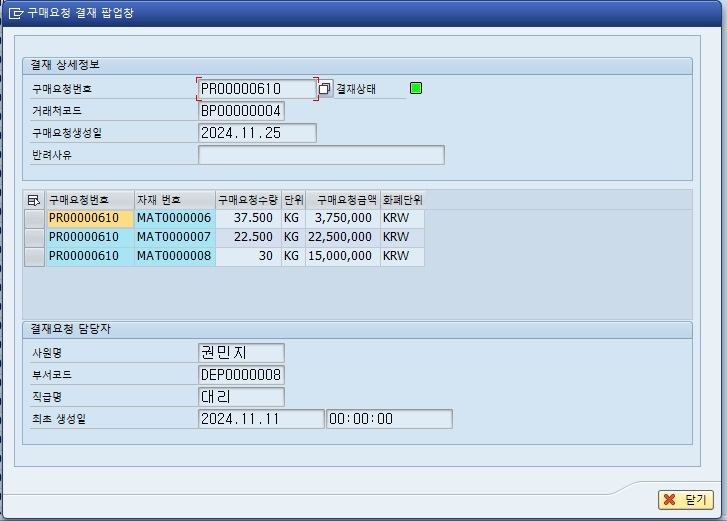 구매요청 결재 팝업창
결재 상세정보
구매요청번호 PR00000610 결재상태
거래처코드 BP00000004
구매요청생성일 2024.11.25
반려사유
구매요청번호 자재 번호 구매요청수량 단위 구매요청금액 화폐단위
PR00000610 MAT0000006 37.500 KG 3,750,000 KRW
PR00000610 MAT0000007 22.500 KG 22,500,000 KRW
PR00000610 MAT0000008 30 KG 15,000,000 KRW
결재요청 담당자
사원명 권민지
부서코드 DEP0000008
직급명 대리
최초 생성일 2024.11.11 00:00:00
닫기